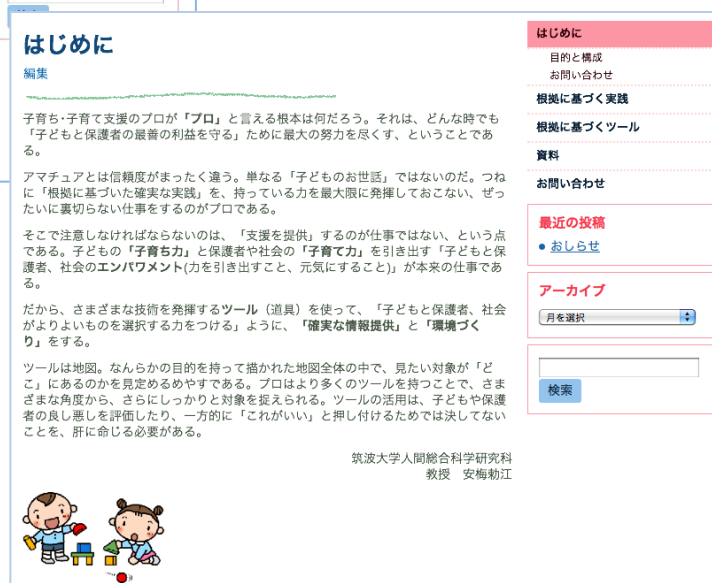 はじめに
編集
子育ち・子育て支援のプロが「プロ」と言える根本は何だろう。それは、どんな時でも
「子どもと保護者の最善の利益を守る」ために最大の努力を尽くす、ということであ
る。
アマチュアとは信頼度がまったく違う。単なる「子どものお世話」ではないのだ。つね
に「根拠に基づいた確実な実践」を、持っている力を最大限に発揮しておこない、ぜっ
たいに裏切らない仕事をするのがプロである。
そこで注意しなければならないのは、「支援を提供」するのが仕事ではない、という点
である。子どもの「子育ち力」と保護者や社会の「子育て力」を引き出す「子どもと保
護者、社会のエンパワメント(力を引き出すこと、元気にすること)」が本来の仕事であ
る。
だから、さまざまな技術を発揮するツール（道具）を使って、「子どもと保護者、社会
がよりよいものを選択する力をつける」ように、「確実な情報提供」と「環境づく
り」をする。
ツールは地図。なんらかの目的を持って描かれた地図全体の中で、見たい対象が「ど
こ」にあるのかを見定めるめやすである。プロはより多くのツールを持つことで、さま
ざまな角度から、さらにしっかりと対象を捉えられる。ツールの活用は、子どもや保護
者の良し悪しを評価したり、一方的に「これがいい」と押し付けるためでは決してない
ことを、肝に命じる必要がある。
筑波大学人間総合科学研究科
教授　安梅勅江
はじめに
目的と構成
お問い合わせ
根拠に基づく実践
根拠に基づくツール
資料
お問い合わせ
最近の投稿
おしらせ
アーカイブ
月を選択
検索